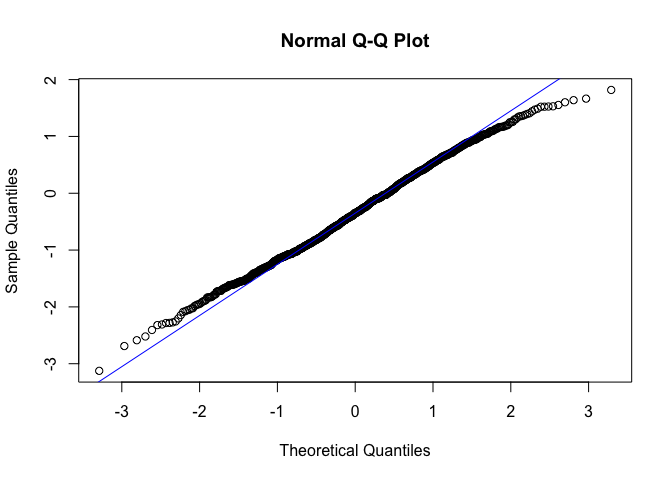 Normal Q-Q Plot
Sample Quantiles
2
1
0
-1
-2
-3
-3 -2 -1 0 1 2 3
Theoretical Quantiles